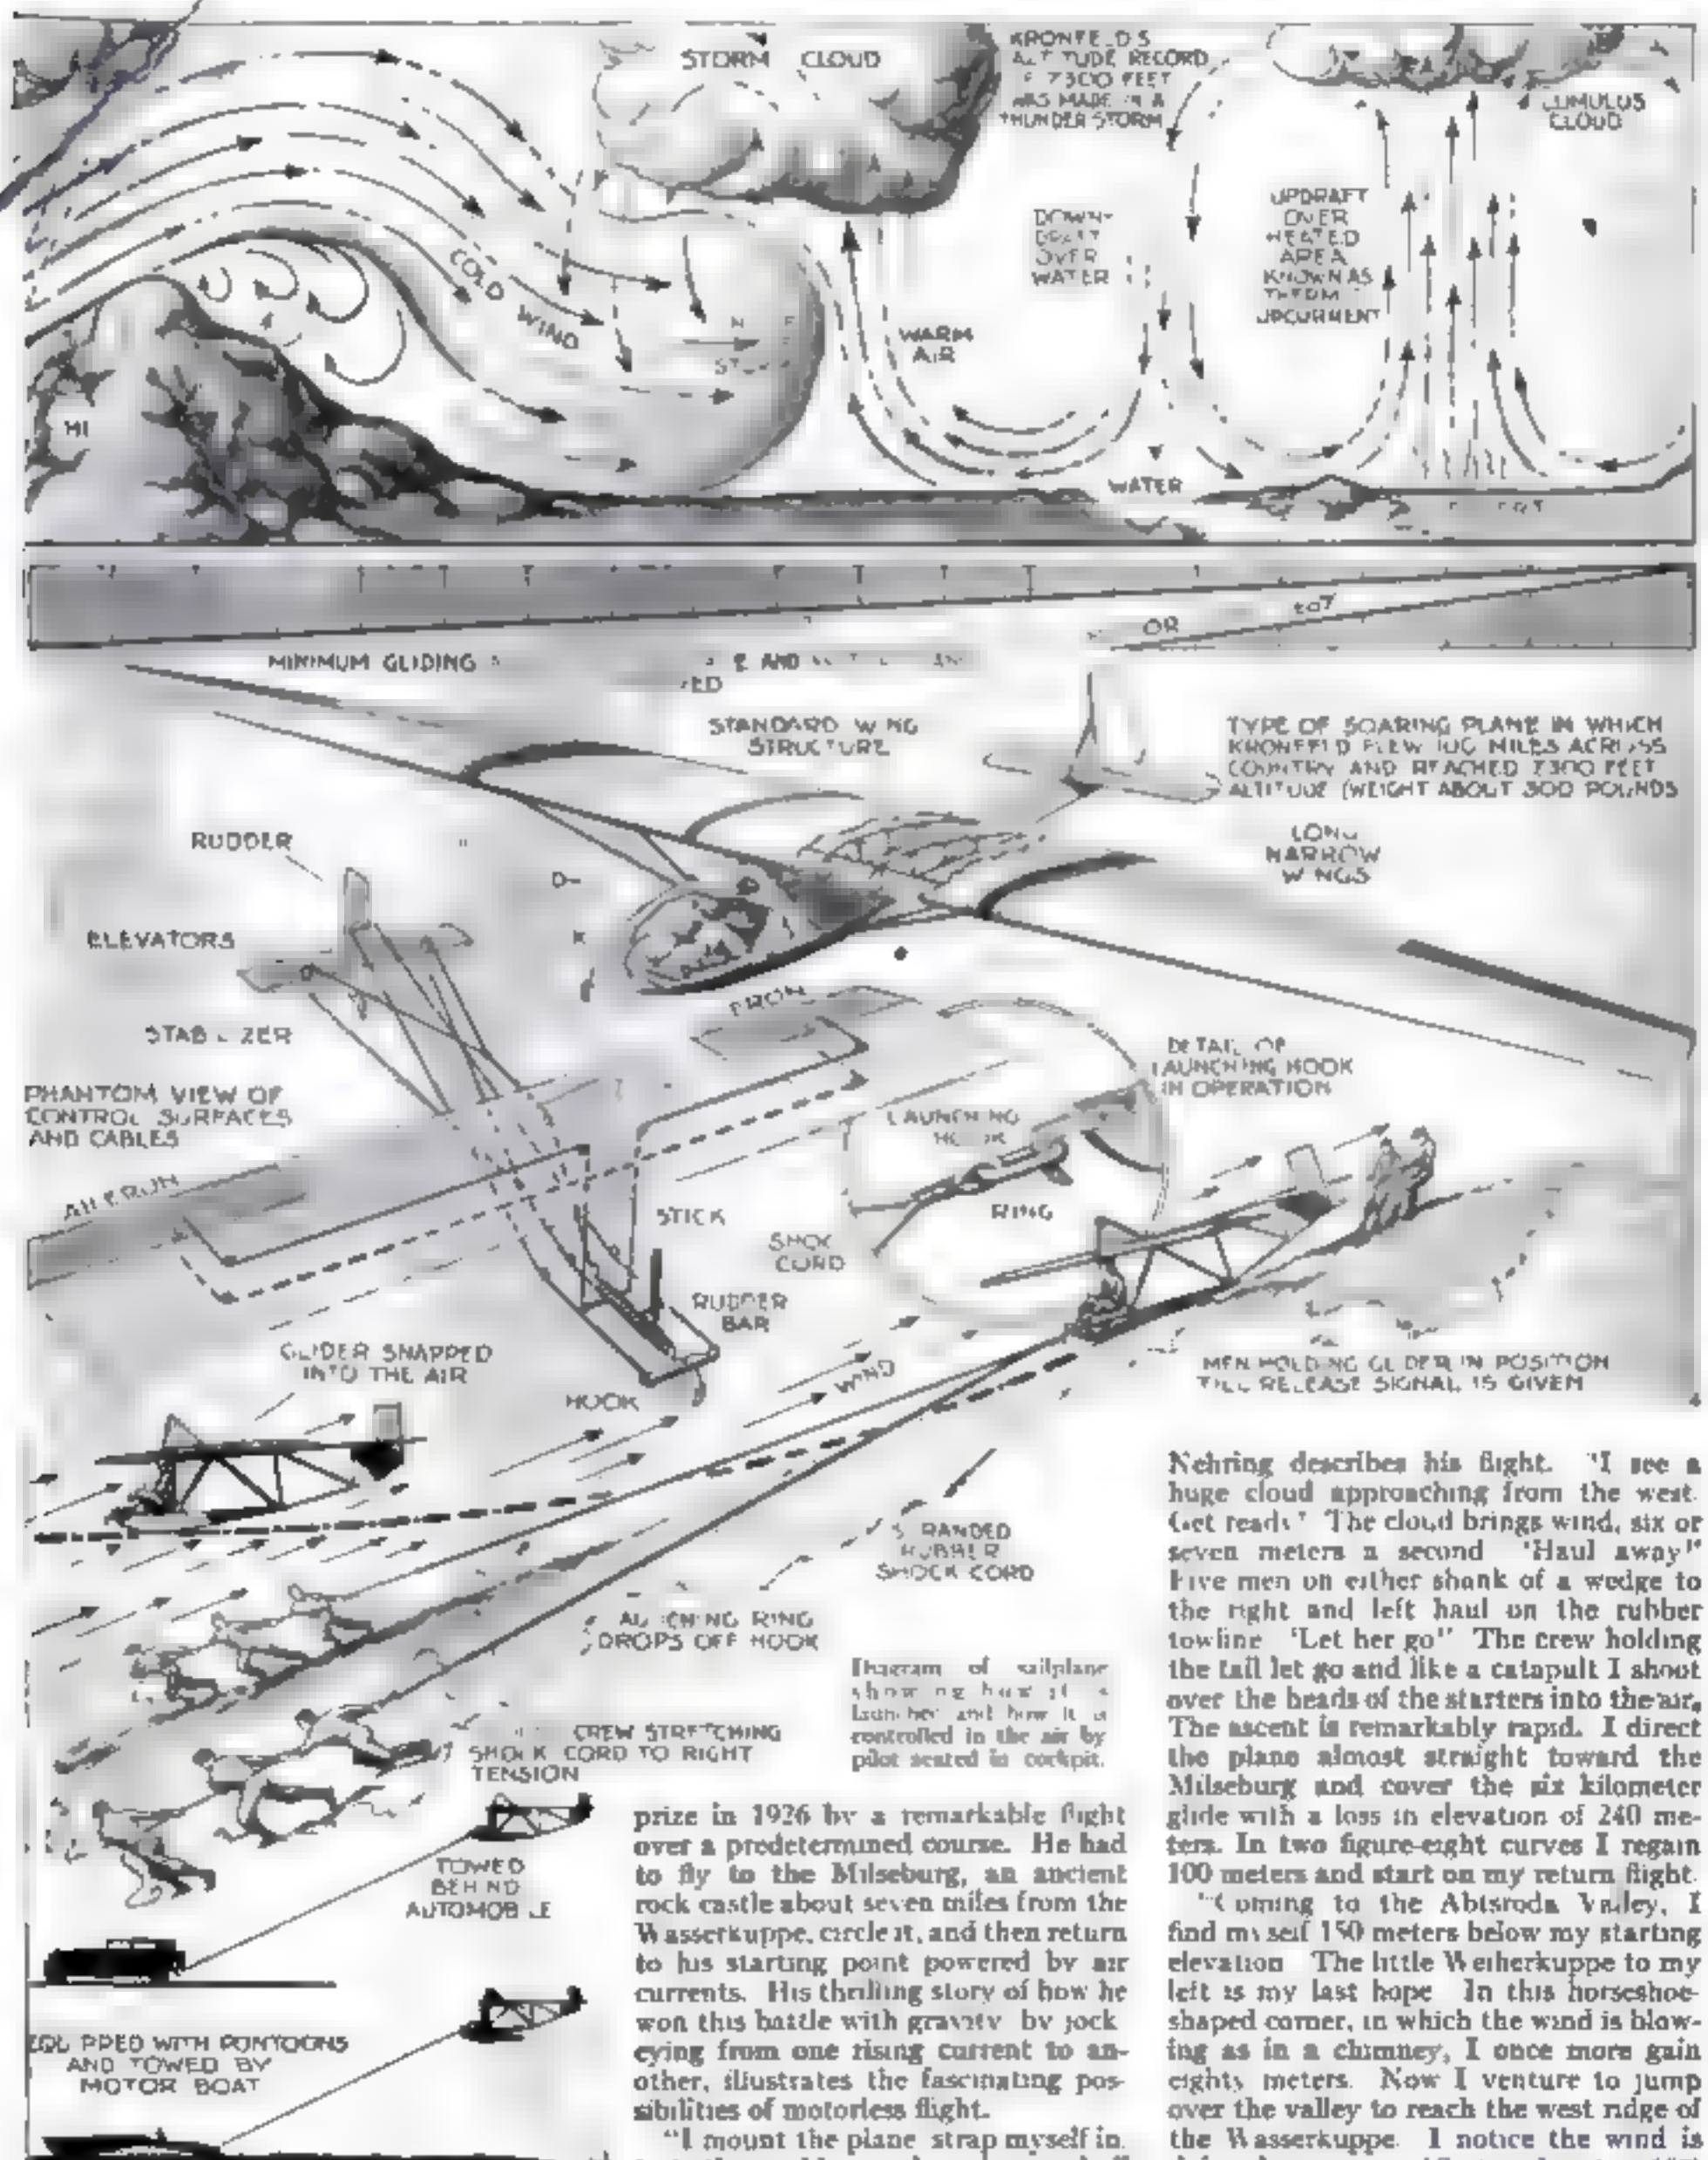 STORM CLOUD
KRONFELD'S
ALTITUDE RECORD
OF 7300 FEET
WAS MADE IN A
THUNDER STORM
CUMULUS
CLOUD
DOWN-
DRAFT
OVER
WATER
UPDRAFT
OVER
HEATED
AREA
KNOWN AS
THERMAL
UPCURRENT
COLD WIND
WARM
AIR
WATER
OR
MINIMUM GLIDING
AND
STANDARD WING
STRUCTURE
TYPE OF SOARING PLANE IN WHICH
KRONFELD FLEW 100 MILES ACROSS
COUNTRY AND REACHED 7300 FEET
ALTITUDE (WEIGHT ABOUT 300 POUNDS
LONG
NARROW
WINGS
RUDDER
ELEVATORS
STABILIZER
PHANTOM VIEW OF
CONTROL SURFACES
AND CABLES
AILERON
DETAIL OF
LAUNCHING HOOK
IN OPERATION
LAUNCHING
HOOK
RING
SHOCK
CORD
STICK
RUDDER
BAR
HOOK
WIND
GLIDER SNAPPED
INTO THE AIR
MEN HOLDING GLIDER IN POSITION
TILL RELEASE SIGNAL IS GIVEN
STRANDED
RUBBER
SHOCK CORD
LAUNCHING RING
DROPS OFF HOOK
CREW STRETCHING
SHOCK CORD TO RIGHT
TENSION
TOWED
BEHIND
AUTOMOBILE
EQUIPPED WITH PONTOONS
AND TOWED BY
MOTOR BOAT
Diagram of sailplane
showing how it is
launched and how it is
controlled in the air by
pilot seated in cockpit.
prize in 1926 by a remarkable flight
over a predetermined course. He had
to fly to the Milseburg, an ancient
rock castle about seven miles from the
Wasserkuppe, circle it, and then return
to his starting point powered by air
currents. His thrilling story of how he
won this battle with gravity by jock-
eying from one rising current to an-
other, illustrates the fascinating pos-
sibilities of motorless flight.
"I mount the plane strap myself in
Nehring describes his flight. "I see a
huge cloud approaching from the west.
Get ready!' The cloud brings wind, six or
seven meters a second 'Haul away!'
Five men on either shank of a wedge to
the right and left haul on the rubber
towline 'Let her go!' The crew holding
the tail let go and like a catapult I shoot
over the heads of the starters into the air,
The ascent is remarkably rapid. I direct
the plane almost straight toward the
Milseburg and cover the six kilometer
glide with a loss in elevation of 240 me-
ters. In two figure-eight curves I regain
100 meters and start on my return flight.
"Coming to the Abtsroda Valley, I
find myself 150 meters below my starting
elevation The little Weiherkuppe to my
left is my last hope In this horseshoe-
shaped corner, in which the wind is blow-
ing as in a chimney, I once more gain
eighty meters. Now I venture to jump
over the valley to reach the west ridge of
the Wasserkuppe. I notice the wind is